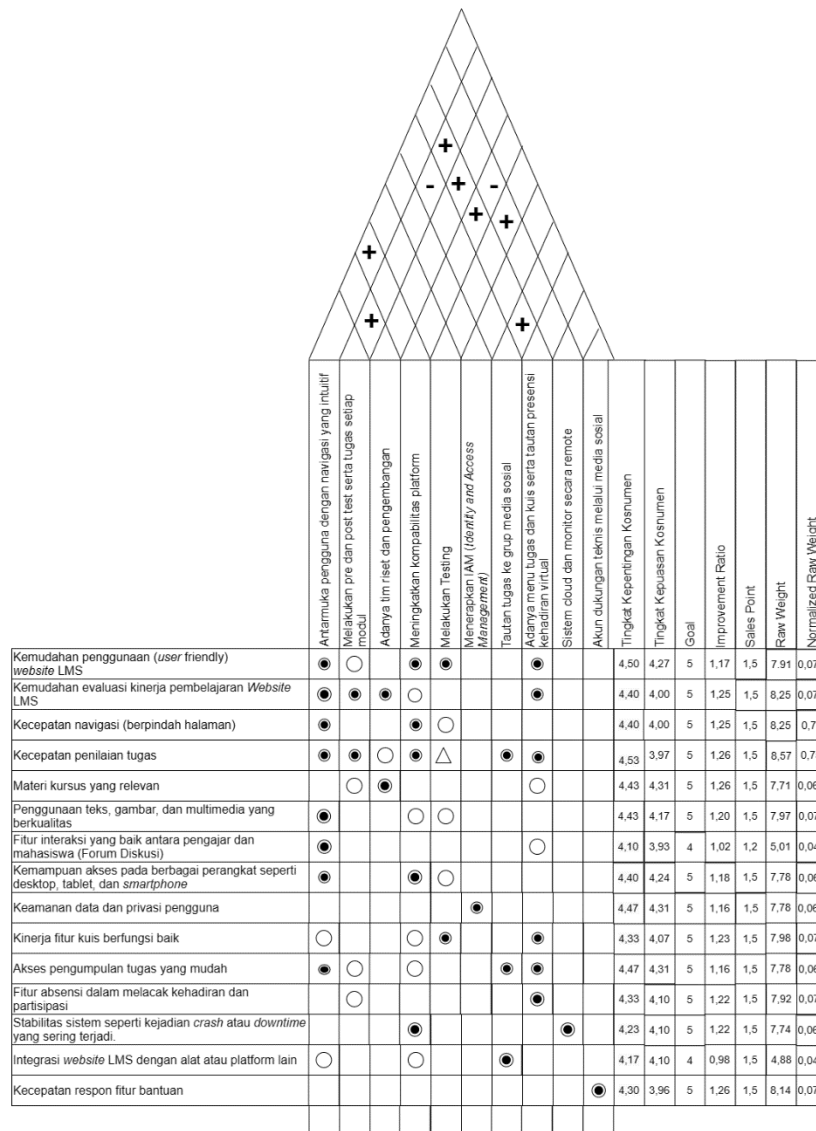 +
- + -
+ +
+
+ +
Antarmuka pengguna dengan navigasi yang intuitif
Melakukan pre dan post test serta tugas setiap
modul
Adanya tim riset dan pengembangan
Meningkatkan kompabilitas platform
Melakukan Testing
Menerapkan IAM (Identity and Access
Management)
Tautan tugas ke grup media sosial
Adanya menu tugas dan kuis serta tautan presensi
kehadiran virtual
Sistem cloud dan monitor secara remote
Akun dukungan teknis melalui media sosial
Tingkat Kepentingan Kosnumen
Tingkat Kepuasan Kosnumen
Goal
Improvement Ratio
Sales Point
Raw Weight
Normalized Raw Weight
Kemudahan penggunaan (user friendly)
website LMS
4,50 4,27 5 1,17 1,5 7.91 0,07
Kemudahan evaluasi kinerja pembelajaran Website
LMS
4,40 4,00 5 1,25 1,5 8,25 0,07
Kecepatan navigasi (berpindah halaman) 4,40 4,00 5 1,25 1,5 8,25 0,7
Kecepatan penilaian tugas 4,53 3,97 5 1,26 1,5 8,57 0,7
Materi kursus yang relevan 4,43 4,31 5 1,26 1,5 7,71 0,06
Penggunaan teks, gambar, dan multimedia yang
berkualitas
4,43 4,17 5 1,20 1,5 7,97 0,07
Fitur interaksi yang baik antara pengajar dan
mahasiswa (Forum Diskusi)
4,10 3,93 4 1,02 1,2 5,01 0,04
Kemampuan akses pada berbagai perangkat seperti
desktop, tablet, dan smartphone
4,40 4,24 5 1,18 1,5 7,78 0,06
Keamanan data dan privasi pengguna 4,47 4,31 5 1,16 1,5 7,78 0,06
Kinerja fitur kuis berfungsi baik 4,33 4,07 5 1,23 1,5 7,98 0,07
Akses pengumpulan tugas yang mudah 4,47 4,31 5 1,16 1,5 7,78 0,06
Fitur absensi dalam melacak kehadiran dan
partisipasi
4,33 4,10 5 1,22 1,5 7,92 0,07
Stabilitas sistem seperti kejadian crash atau downtime
yang sering terjadi.
4,23 4,10 5 1,22 1,5 7,74 0,06
Integrasi website LMS dengan alat atau platform lain 4,17 4,10 4 0,98 1,5 4,88 0,04
Kecepatan respon fitur bantuan 4,30 3,96 5 1,26 1,5 8,14 0,07